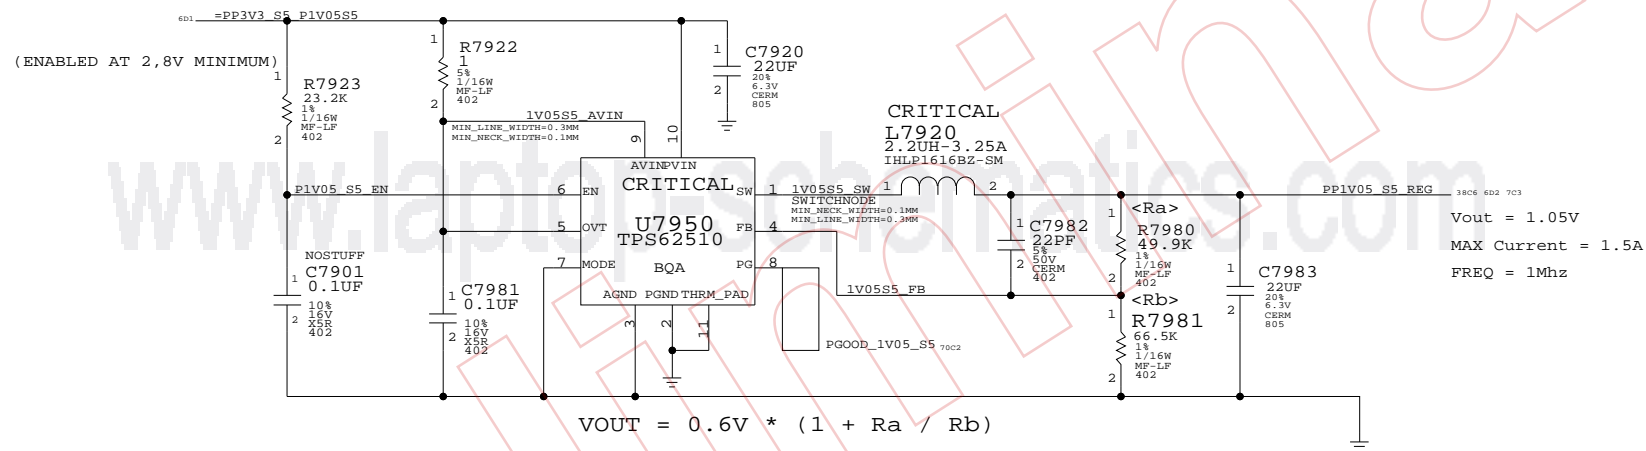 6D1
=PP3V3_S5_P1V05S5
(ENABLED AT 2,8V MINIMUM)
1
R7923
23.2K
1%
1/16W
MF-LF
402
2
1
R7922
1
5%
1/16W
MF-LF
402
2
1V05S5_AVIN
MIN_LINE_WIDTH=0.3MM
MIN_NECK_WIDTH=0.1MM
9
10
1
C7920
22UF
20%
6.3V
CERM
805
2
CRITICAL
L7920
2.2UH-3.25A
IHLP1616BZ-SM
P1V05_S5_EN
6
5
7
AVIN
PVIN
CRITICAL
EN
SW
OVT
U7950
TPS62510
FB
MODE
BQA
PG
AGND
PGND
THRM_PAD
3
2
11
1
4
8
1V05S5_SW
1
2
SWITCHNODE
MIN_NECK_WIDTH=0.1MM
MIN_LINE_WIDTH=0.3MM
1V05S5_FB
PGOOD_1V05_S5
70C2
1
C7982
22PF
5%
50V
CERM
402
2
<Ra>
1
R7980
49.9K
1%
1/16W
MF-LF
402
2
<Rb>
1
R7981
66.5K
1%
1/16W
MF-LF
402
2
PP1V05_S5_REG
38C6 6D2 7C3
Vout = 1.05V
MAX Current = 1.5A
FREQ = 1Mhz
1
C7983
22UF
20%
6.3V
CERM
805
2
NOSTUFF
1
C7901
0.1UF
10%
16V
X5R
402
2
1
C7981
0.1UF
10%
16V
X5R
402
2
VOUT = 0.6V * (1 + Ra / Rb)
www.laptop-schematics.com